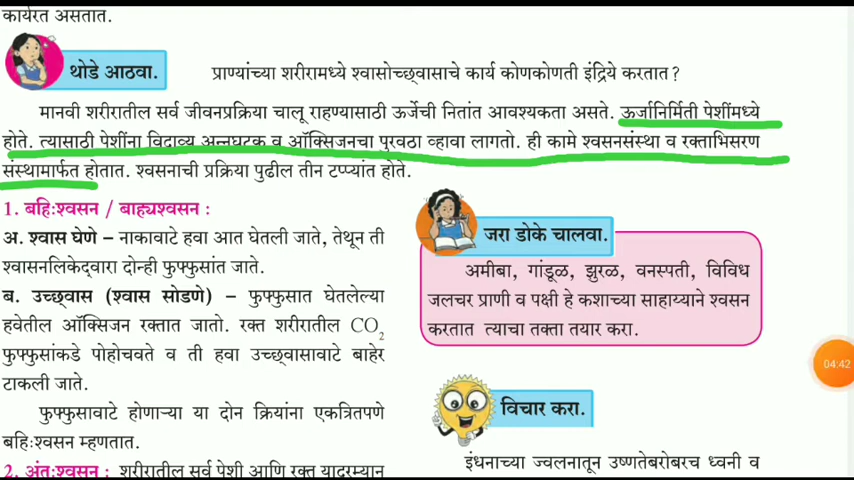 कार्यरत असतात.
थोडे आठवा.
प्राण्यांच्या शरीरामध्ये श्वासोच्छ्वासाचे कार्य कोणकोणती इंद्रिये करतात ?
मानवी शरीरातील सर्व जीवनप्रक्रिया चालू राहण्यासाठी ऊर्जेची नितांत आवश्यकता असते. ऊर्जानिर्मिती पेशींमध्ये
होते. त्यासाठी पेशींना विद्राव्य अन्नघटक व ऑक्सिजनचा पुरवठा व्हावा लागतो. ही कामे श्वसनसंस्था व रक्ताभिसरण
संस्थामार्फत होतात. श्वसनाची प्रक्रिया पुढील तीन टप्प्यांत होते.
1. बहिःश्वसन / बाह्यश्वसन :
अ. श्वास घेणे – नाकावाटे हवा आत घेतली जाते, तेथून ती
श्वासनलिकेद्वारा दोन्ही फुफ्फुसांत जाते.
ब. उच्छ्वास (श्वास सोडणे) – फुफ्फुसात घेतलेल्या
हवेतील ऑक्सिजन रक्तात जातो. रक्त शरीरातील CO₂
फुफ्फुसांकडे पोहोचवते व ती हवा उच्छ्वासावाटे बाहेर
टाकली जाते.
फुफ्फुसावाटे होणाऱ्या या दोन क्रियांना एकत्रितपणे
बहिःश्वसन म्हणतात.
2. अंतःश्वसन : शरीरातील सर्व पेशी आणि रक्त यादरम्यान
जरा डोके चालवा.
अमीबा, गांडूळ, झुरळ, वनस्पती, विविध
जलचर प्राणी व पक्षी हे कशाच्या साहाय्याने श्वसन
करतात त्याचा तक्ता तयार करा.
04:42
विचार करा.
इंधनाच्या ज्वलनातून उष्णतेबरोबरच ध्वनी व